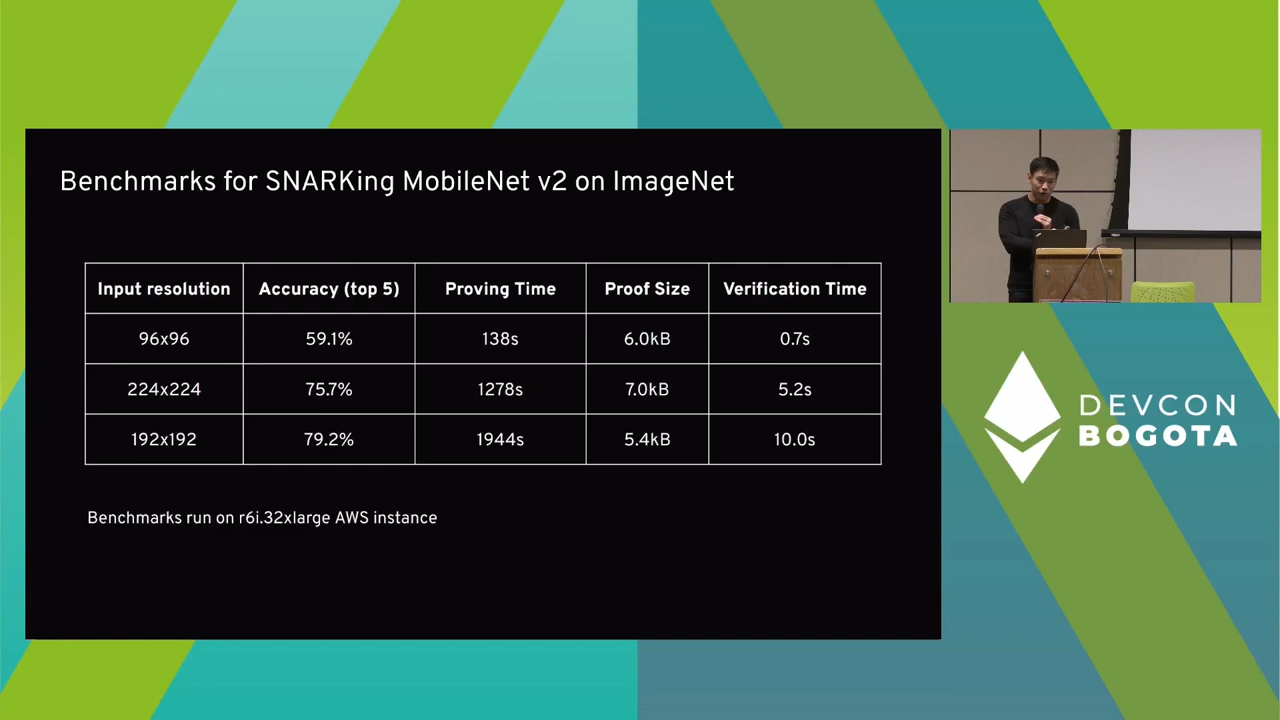 Benchmarks for SNARKing MobileNet v2 on ImageNet
Input resolution Accuracy (top 5) Proving Time Proof Size Verification Time
96x96 59.1% 138s 6.0kB 0.7s
224x224 75.7% 1278s 7.0kB 5.2s
192x192 79.2% 1944s 5.4kB 10.0s
Benchmarks run on r6i.32xlarge AWS instance
DEVCON
BOGOTA